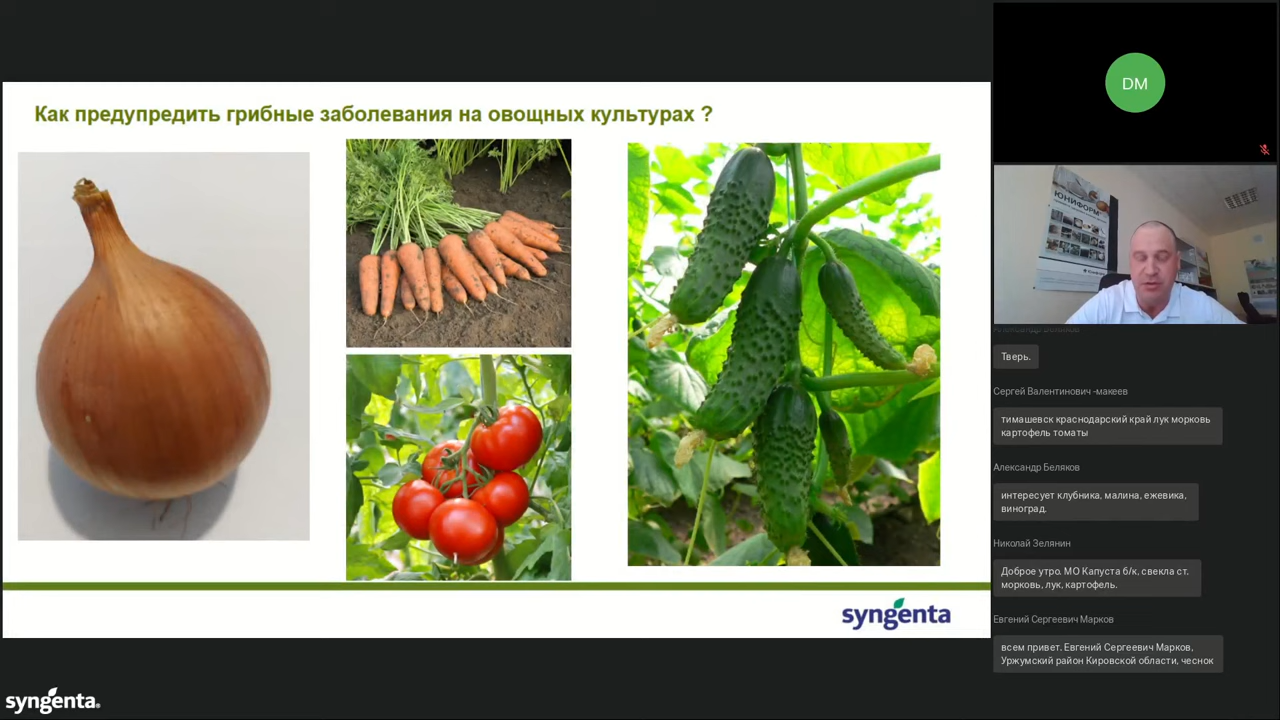 Как предупредить грибные заболевания на овощных культурах ?
syngenta
syngenta.
DM
ЮНИФОРМ
Тверь.
Сергей Валентинович -макеев
тимашевск краснодарский край лук морковь
картофель томаты
Александр Беляков
интересует клубника, малина, ежевика,
виноград.
Николай Зелянин
Доброе утро. МО Капуста б/к, свекла ст.
морковь, лук, картофель.
Евгений Сергеевич Марков
всем привет. Евгений Сергеевич Марков,
Уржумский район Кировской области, чеснок